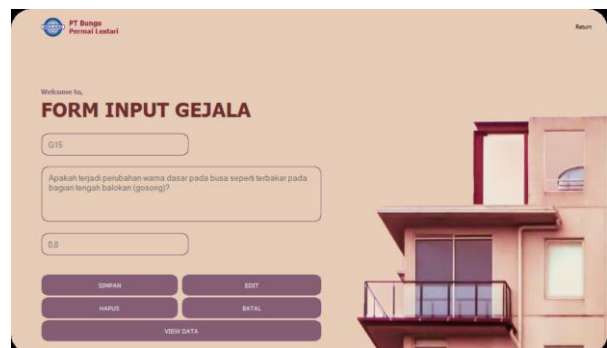 PT Bungo
Permai Lestari
Return
Welcome to,
FORM INPUT GEJALA
G15
Apakah terjadi perubahan warna dasar pada busa seperti terbakar pada
bagian tengah balokan (gosong)?
0.8
SIMPAN
EDIT
HAPUS
BATAL
VIEW DATA